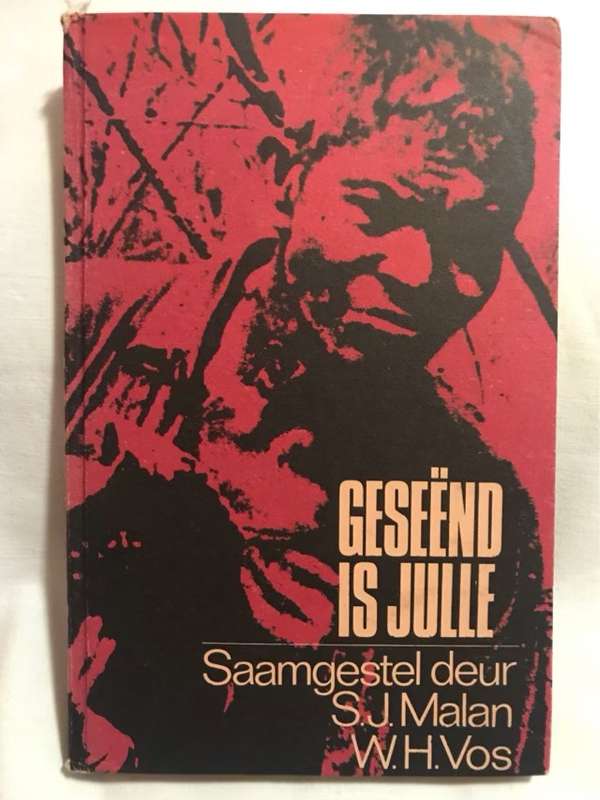 GESEËND
IS JULLE
Saamgestel deur
S.J. Malan
W.H. Vos